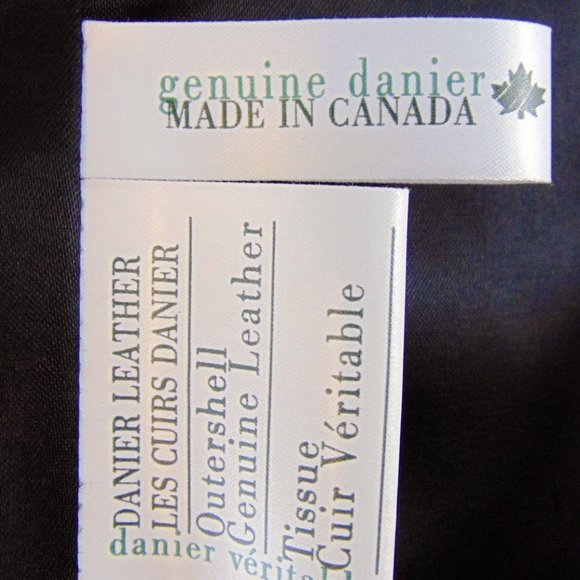 genuine danier
MADE IN CANADA
DANIER LEATHER
LES CUIRS DANIER
Outershell
Genuine Leather
Tissue
Cuir Véritable
danier